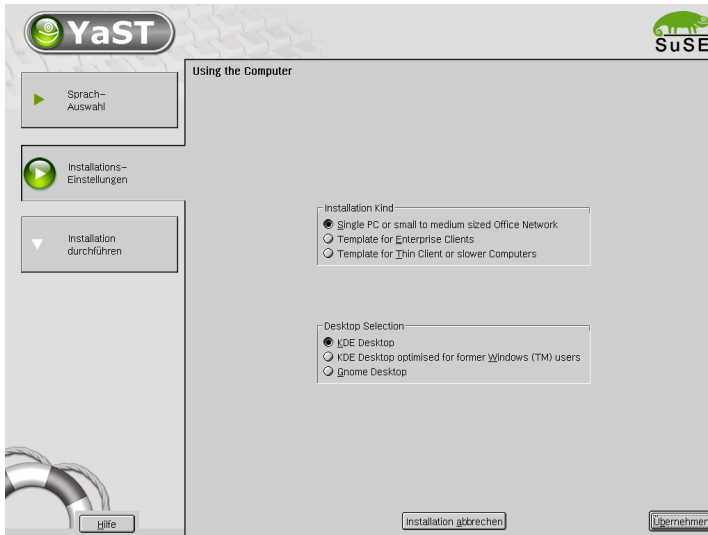 YaST
SuSE
Sprach-
Auswahl
Installations-
Einstellungen
Installation
durchführen
Using the Computer
Installation Kind
Single PC or small to medium sized Office Network
Template for Enterprise Clients
Template for Thin Client or slower Computers
Desktop Selection
KDE Desktop
KDE Desktop optimised for former Windows (TM) users
Gnome Desktop
Hilfe
Installation abbrechen
Übernehmen